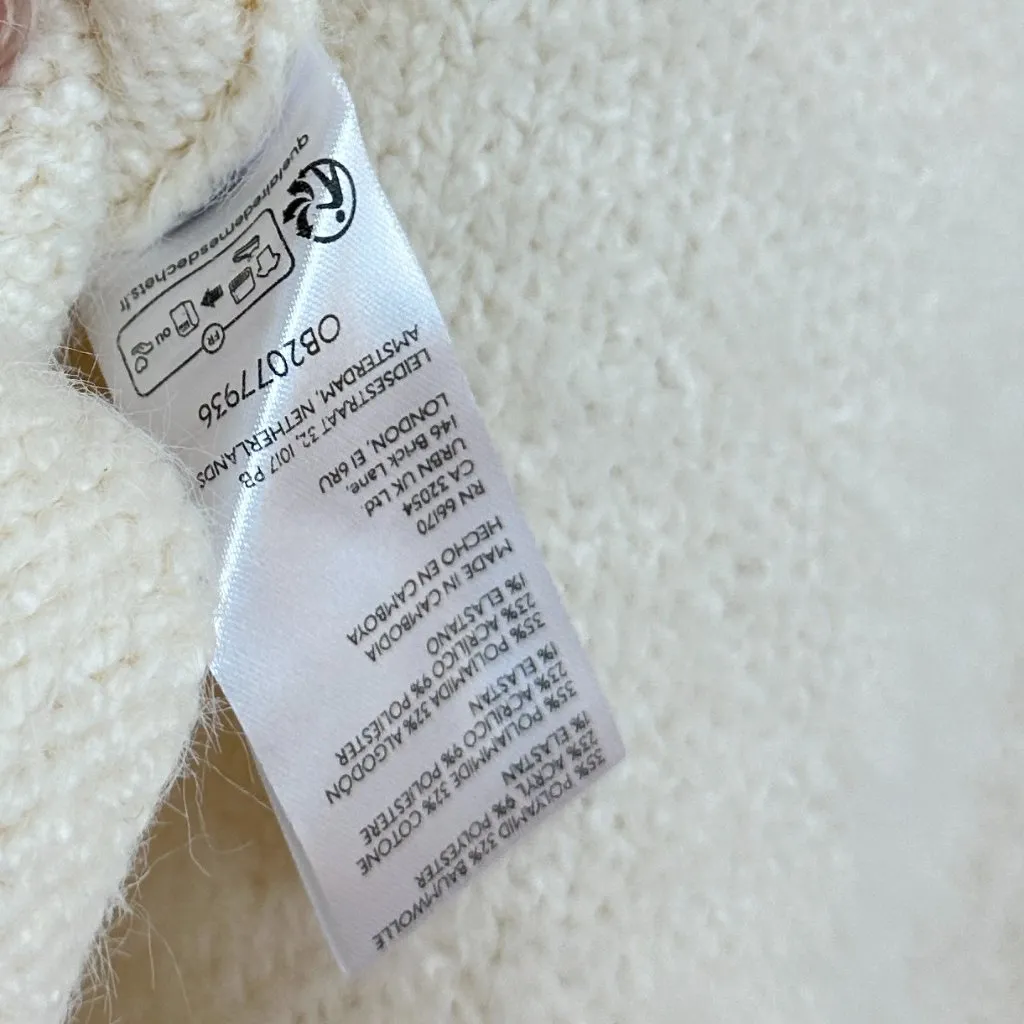 35% POLYAMID 32% BAUMWOLLE
23% ACRYL 9% POLYESTER
1% ELASTAN
35% POLIAMMIDE 32% COTONE
23% ACRILICO 9% POLIESTERE
1% ELASTAN
35% POLIAMIDA 32% ALGODÓN
23% ACRÍLICO 9% POLIÉSTER
1% ELASTANO
MADE IN CAMBODIA
HECHO EN CAMBOYA
RN 66170
CA 32054
URBN UK Ltd.
146 Brick Lane,
LONDON, E1 6RU
LEIDSESTRAAT 32, 1017 PB
AMSTERDAM, NETHERLANDS
OB2077936
FR
ou
quefairedemesdechets.fr